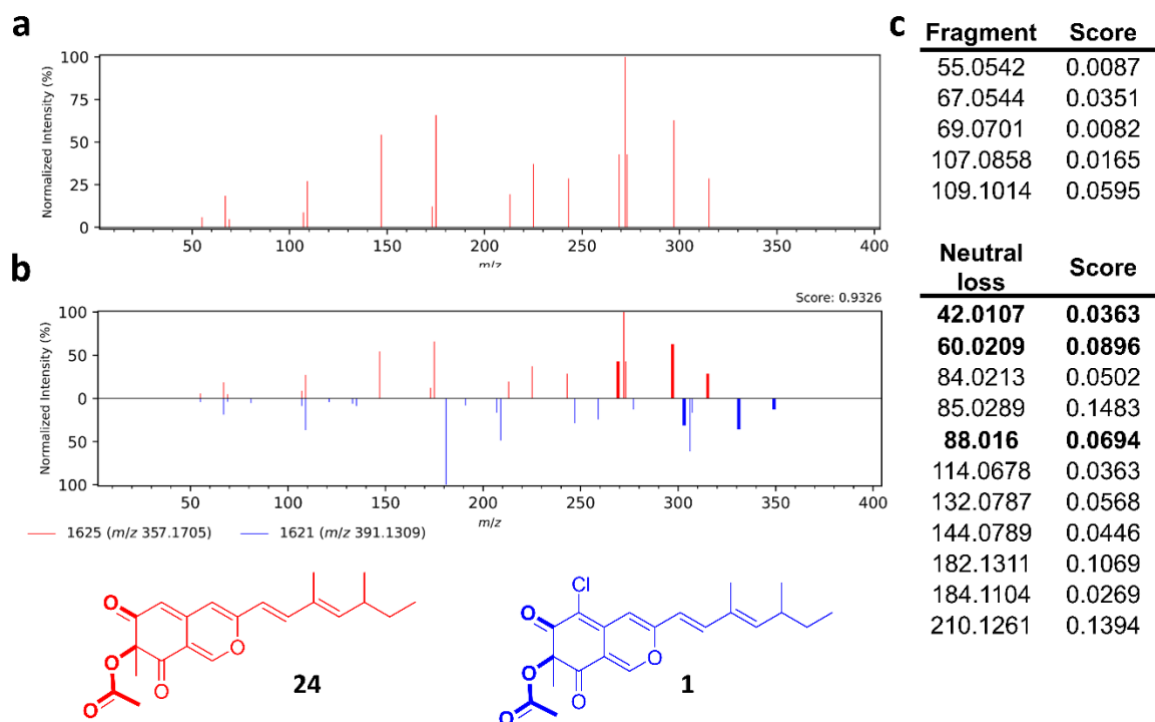 a
Normalized Intensity (%)
100
75
50
25
0
50 100 150 200 250 300 350 400
m/z
b
Score: 0.9326
Normalized Intensity (%)
100
50
0
50
100
50 100 150 200 250 300 350 400
m/z
1625 (m/z 357.1705) 1621 (m/z 391.1309)
O
O
O
O
O
24
Cl
O
O
O
O
O
1
c
Fragment Score
55.0542 0.0087
67.0544 0.0351
69.0701 0.0082
107.0858 0.0165
109.1014 0.0595
Neutral
loss Score
42.0107 0.0363
60.0209 0.0896
84.0213 0.0502
85.0289 0.1483
88.016 0.0694
114.0678 0.0363
132.0787 0.0568
144.0789 0.0446
182.1311 0.1069
184.1104 0.0269
210.1261 0.1394